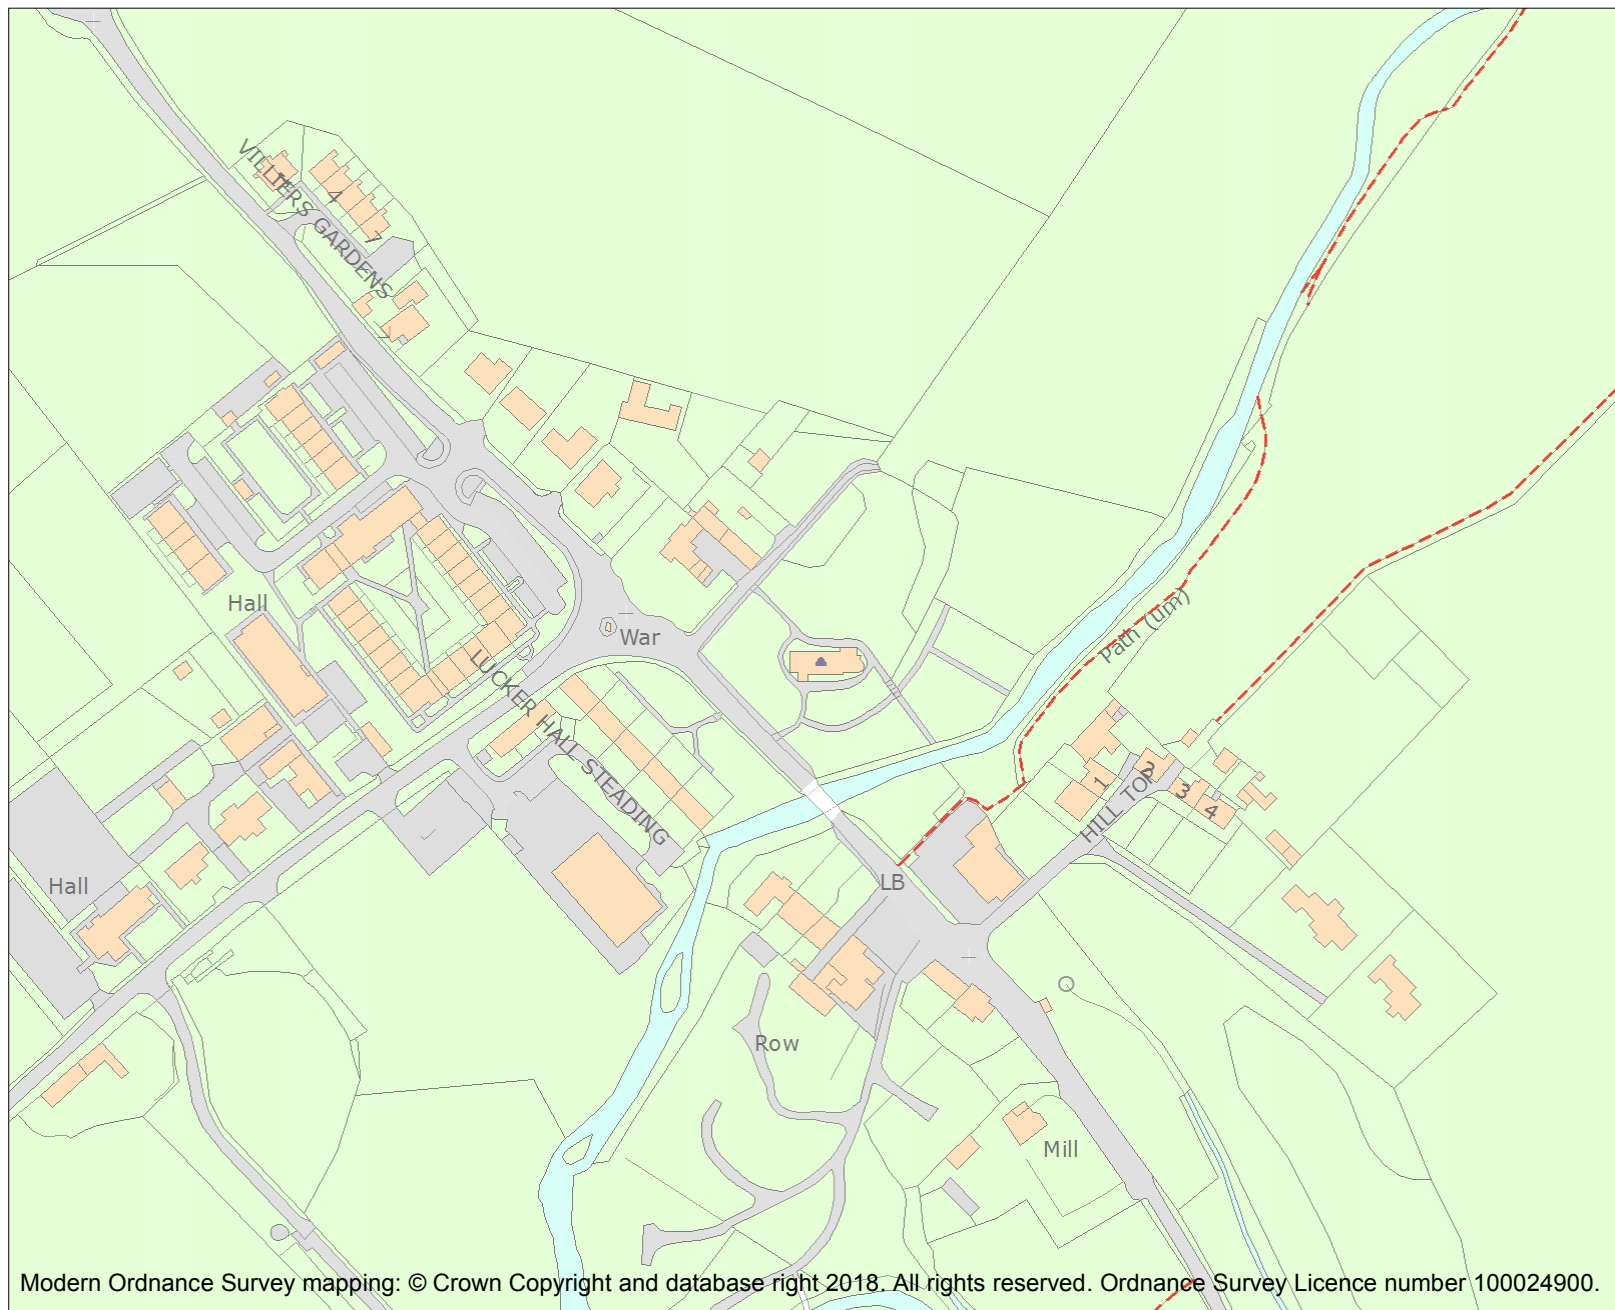 VILLIERS GARDENS
4
7
Hall
War
LUCKER HALL STEADING
Path (um)
1
2
3
4
HILL TOP
Hall
LB
Row
Mill
Modern Ordnance Survey mapping: © Crown Copyright and database right 2018. All rights reserved. Ordnance Survey Licence number 100024900.